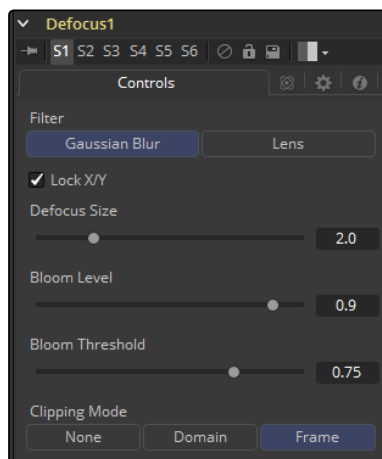 Defocus1
S1 S2 S3 S4 S5 S6
Controls
Filter
Gaussian Blur Lens
Lock X/Y
Defocus Size
2.0
Bloom Level
0.9
Bloom Threshold
0.75
Clipping Mode
None Domain Frame